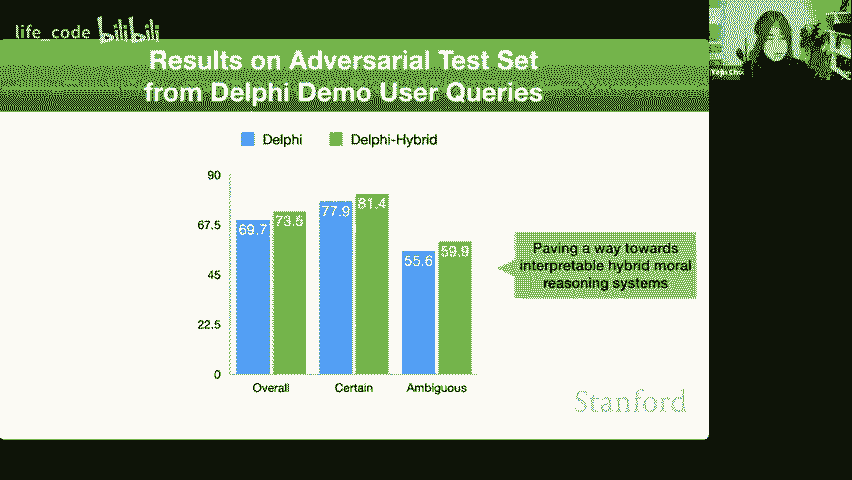 life_code bilibili
Results on Adversarial Test Set
from Delphi Demo User Queries
Delphi
Delphi-Hybrid
90
67.5
45
22.5
0
69.7
73.5
77.9
81.4
55.6
59.9
Overall
Certain
Ambiguous
Paving a way towards
interpretable hybrid moral
reasoning systems
Stanford